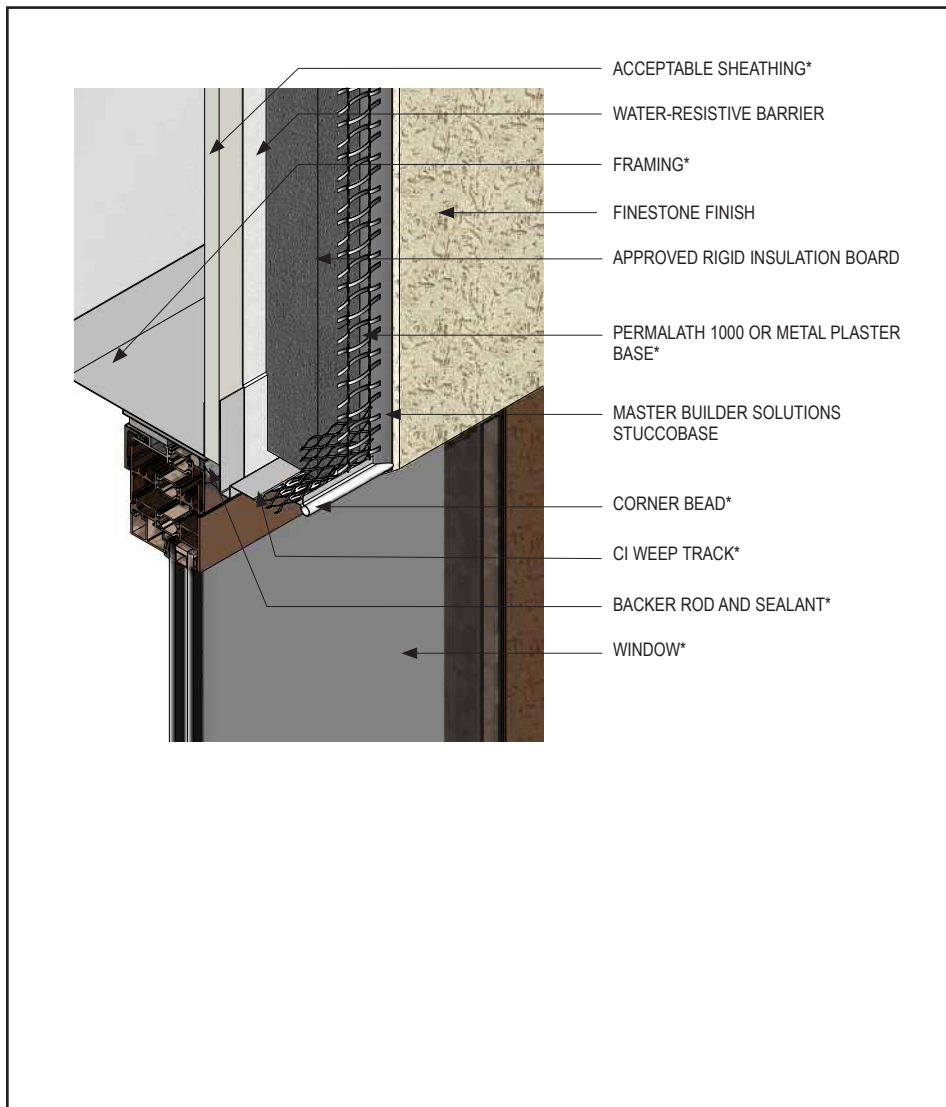 ACCEPTABLE SHEATHING*
WATER-RESISTIVE BARRIER
FRAMING*
FINESTONE FINISH
APPROVED RIGID INSULATION BOARD
PERMALATH 1000 OR METAL PLASTER
BASE*
MASTER BUILDER SOLUTIONS
STUCCOBASE
CORNER BEAD*
CI WEEP TRACK*
BACKER ROD AND SEALANT*
WINDOW*